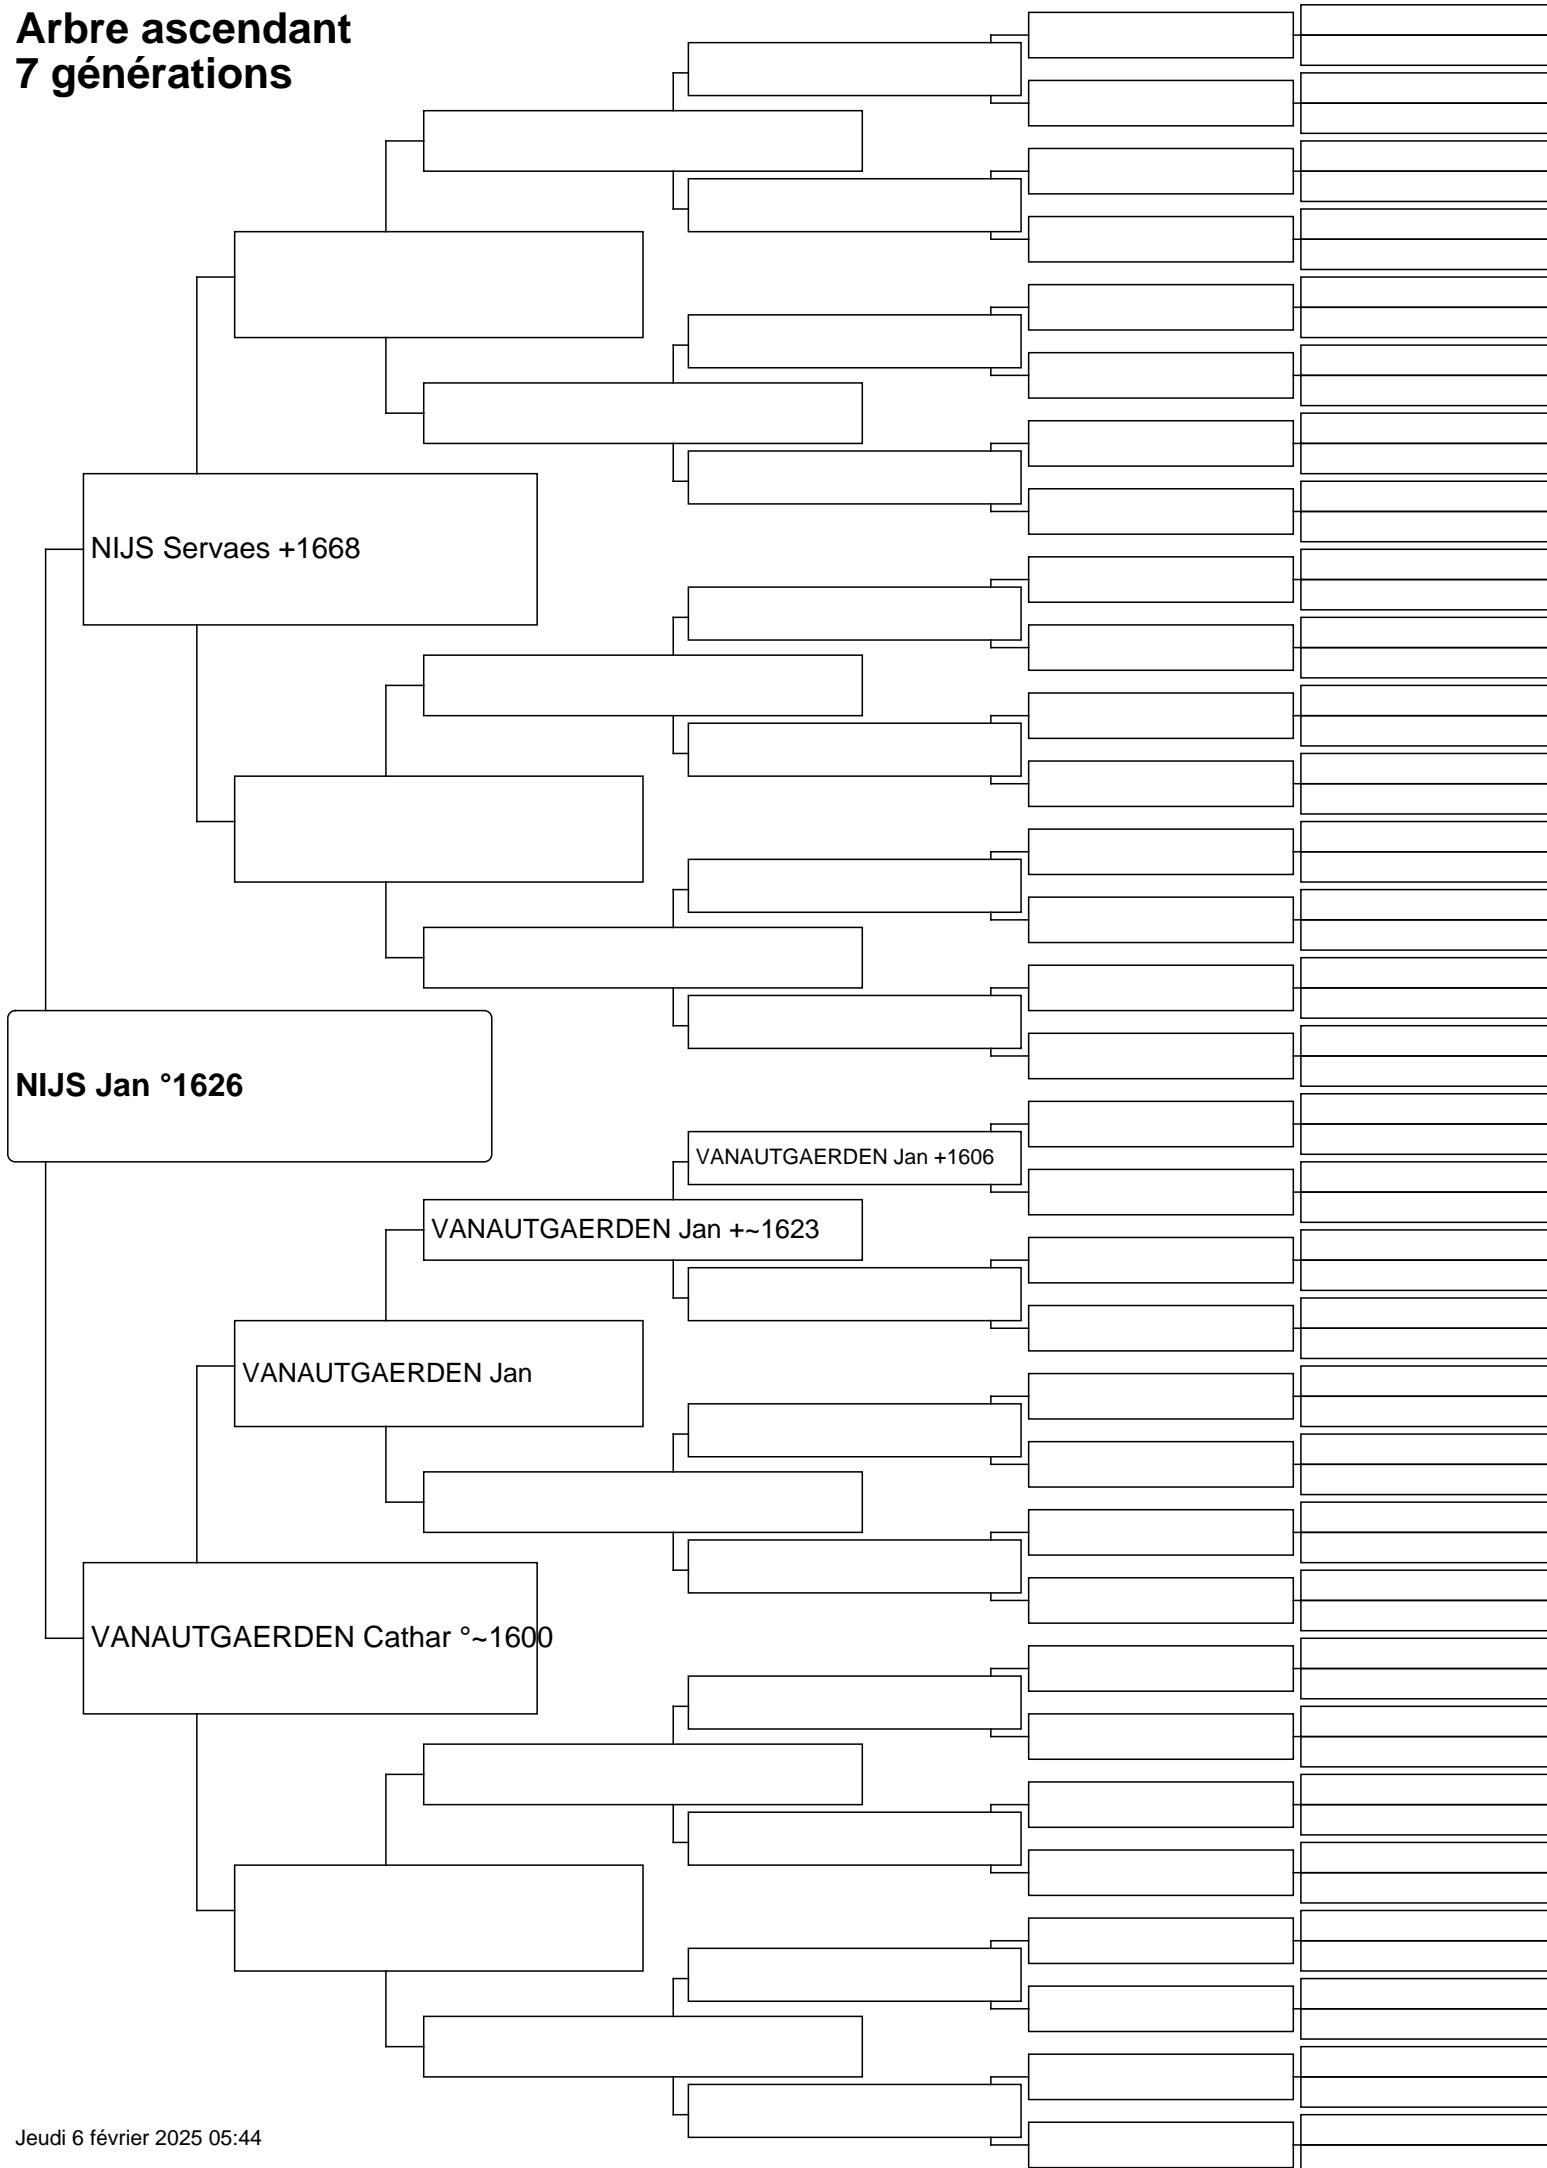 Arbre ascendant
7 générations
NIJS Servaes +1668
NIJS Jan °1626
VANAUTGAERDEN Jan +1606
VANAUTGAERDEN Jan +~1623
VANAUTGAERDEN Jan
VANAUTGAERDEN Cathar °~1600
Jeudi 6 février 2025 05:44